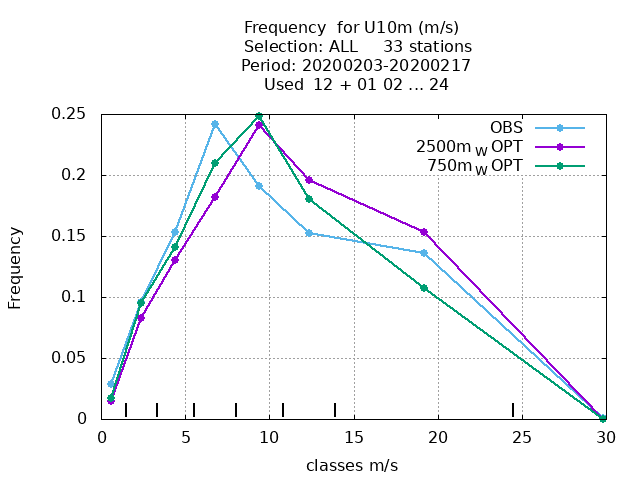 Frequency  for U10m (m/s)
Selection: ALL     33 stations
Period: 20200203-20200217
Used  12 + 01 02 ... 24
0.25
OBS
2500m W OPT
750m W OPT
0.2
0.15
0.1
0.05
0
Frequency
0 5 10 15 20 25 30
classes m/s